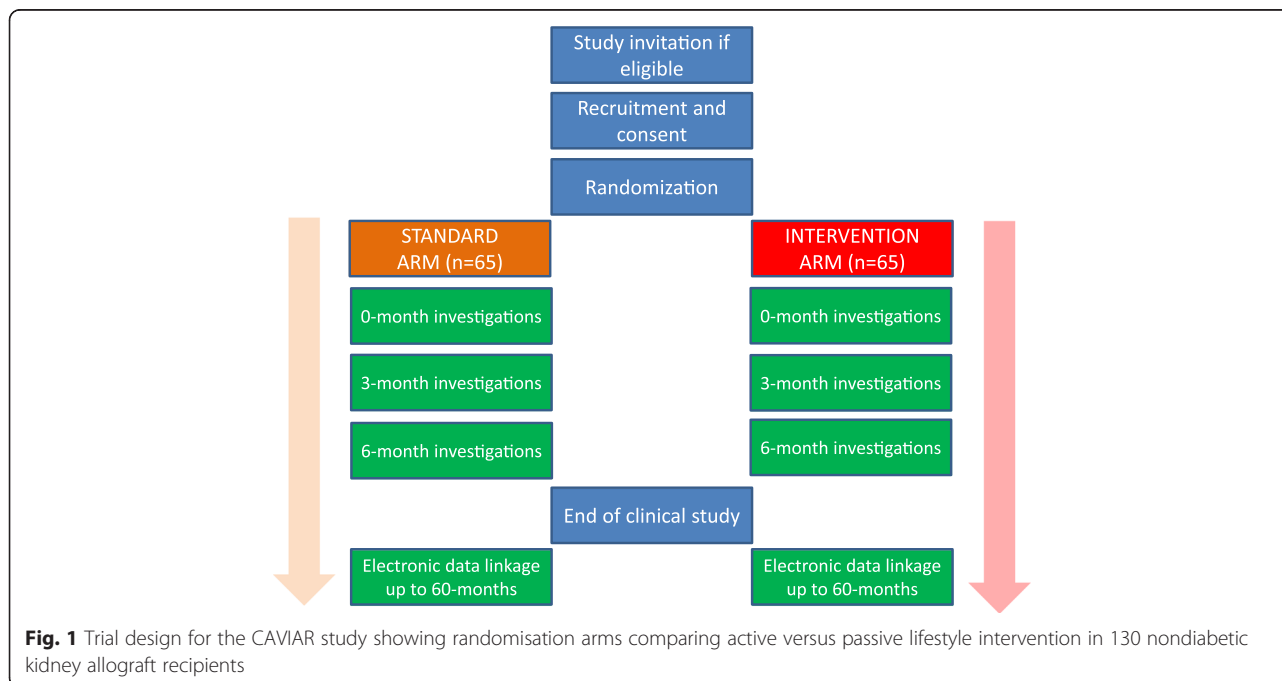 Study invitation if
eligible
Recruitment and
consent
Randomization
STANDARD
ARM (n=65)
INTERVENTION
ARM (n=65)
0-month investigations
0-month investigations
3-month investigations
3-month investigations
6-month investigations
6-month investigations
End of clinical study
Electronic data linkage
up to 60-months
Electronic data linkage
up to 60-months
Fig. 1 Trial design for the CAVIAR study showing randomisation arms comparing active versus passive lifestyle intervention in 130 nondiabetic
kidney allograft recipients